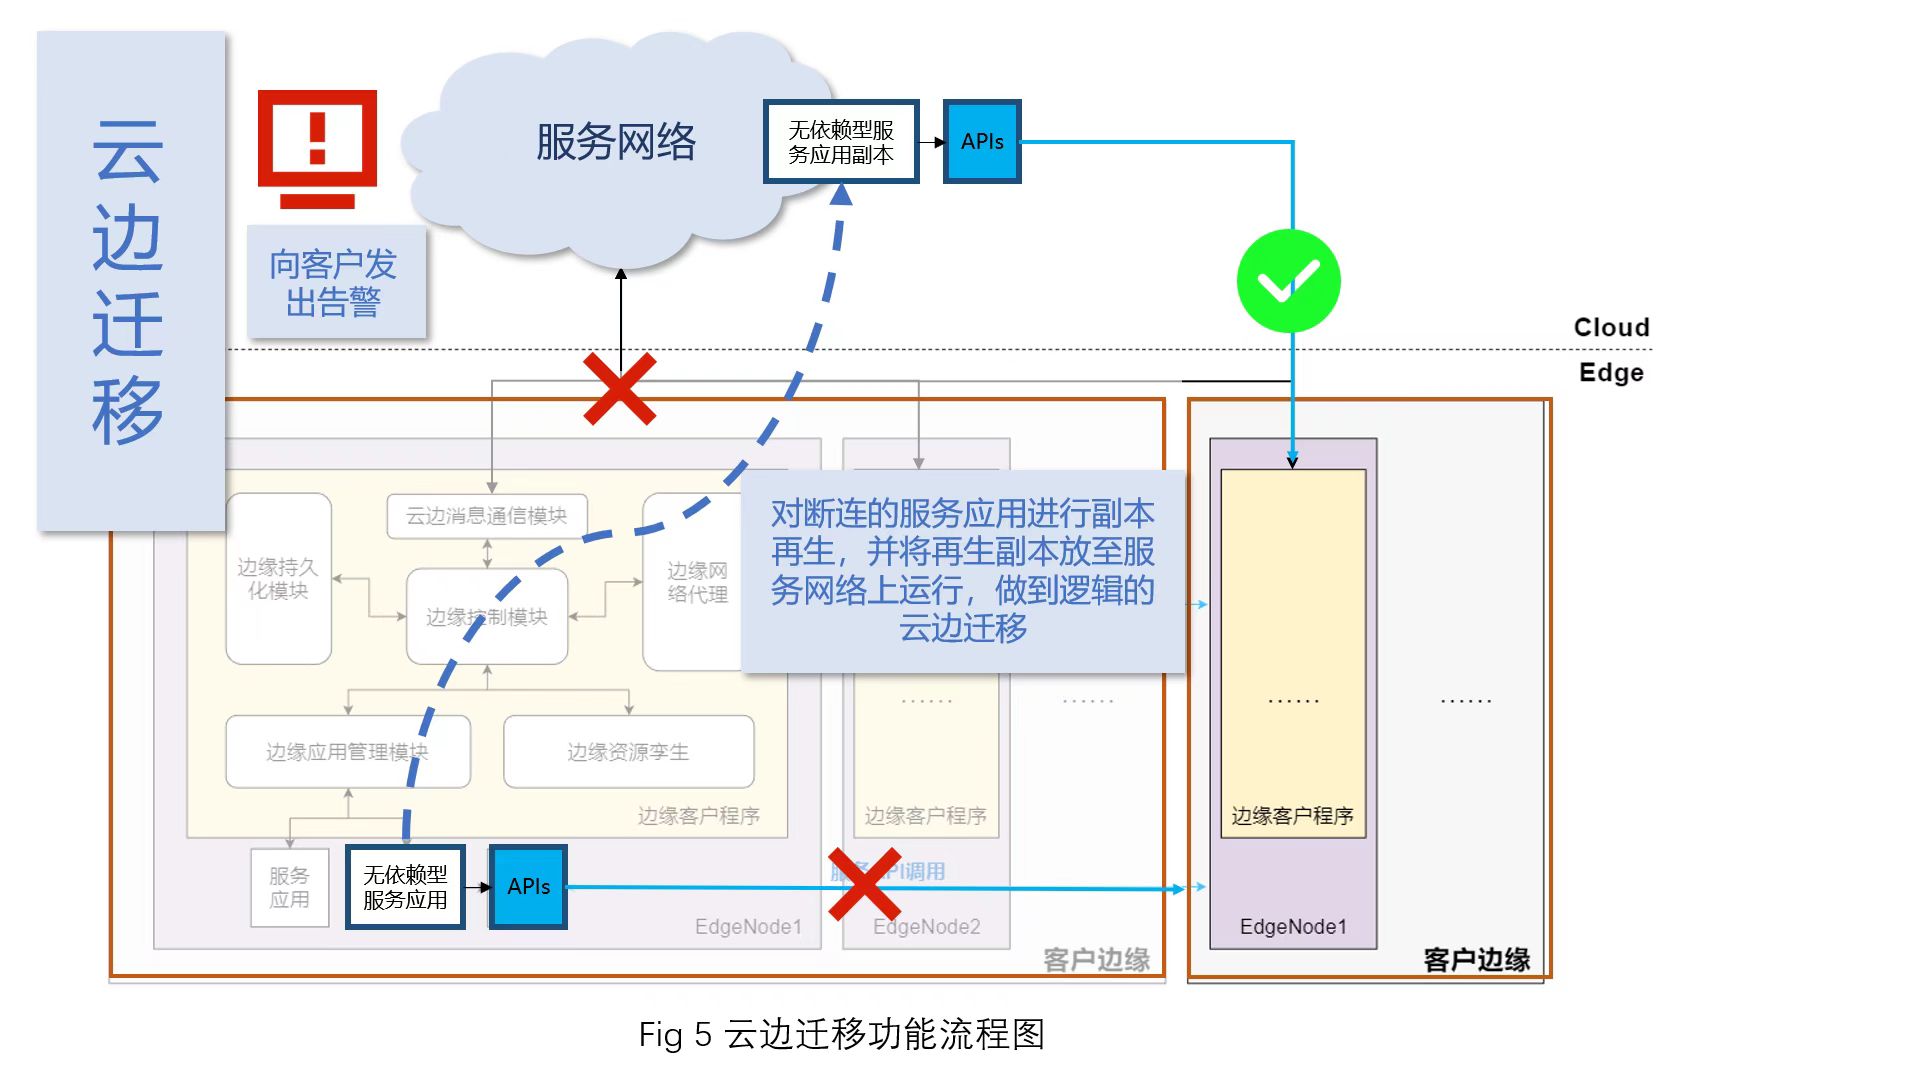 云
边
迁
移
服务网络
无依赖型服
务应用副本
APIs
向客户发
出告警
Cloud
Edge
云边消息通信模块
边缘持久
化模块
边缘控制模块
边缘网
络代理
对断连的服务应用进行副本
再生，并将再生副本放至服
务网络上运行，做到逻辑的
云边迁移
边缘应用管理模块
边缘资源孪生
边缘客户程序
服务
应用
无依赖型
服务应用
APIs
EdgeNode1
......
边缘客户程序
服务API调用
EdgeNode2
......
客户边缘
......
边缘客户程序
EdgeNode1
......
客户边缘
Fig 5 云边迁移功能流程图